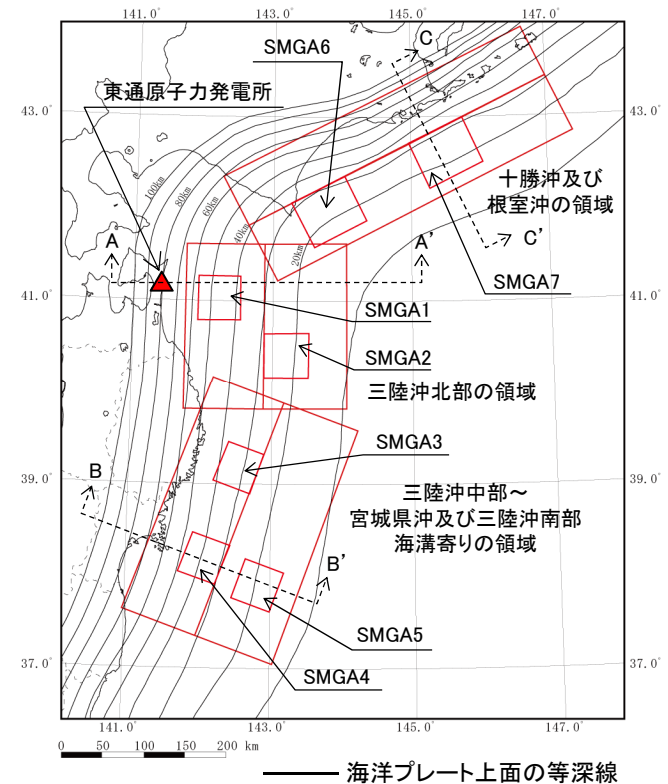 141.0° 143.0° 145.0° 147.0°
SMGA6
C
東通原子力発電所
43.0° 43.0°
100km
80km
60km
40km
20km
十勝沖及び
根室沖の領域
A A'
C'
SMGA7
41.0° 41.0°
SMGA1
SMGA2
三陸沖北部の領域
SMGA3
B
39.0° 39.0°
三陸沖中部～
宮城県沖及び三陸沖南部
海溝寄りの領域
B'
SMGA5
37.0° 37.0°
SMGA4
141.0° 143.0° 145.0° 147.0°
0 50 100 150 200 km
海洋プレート上面の等深線